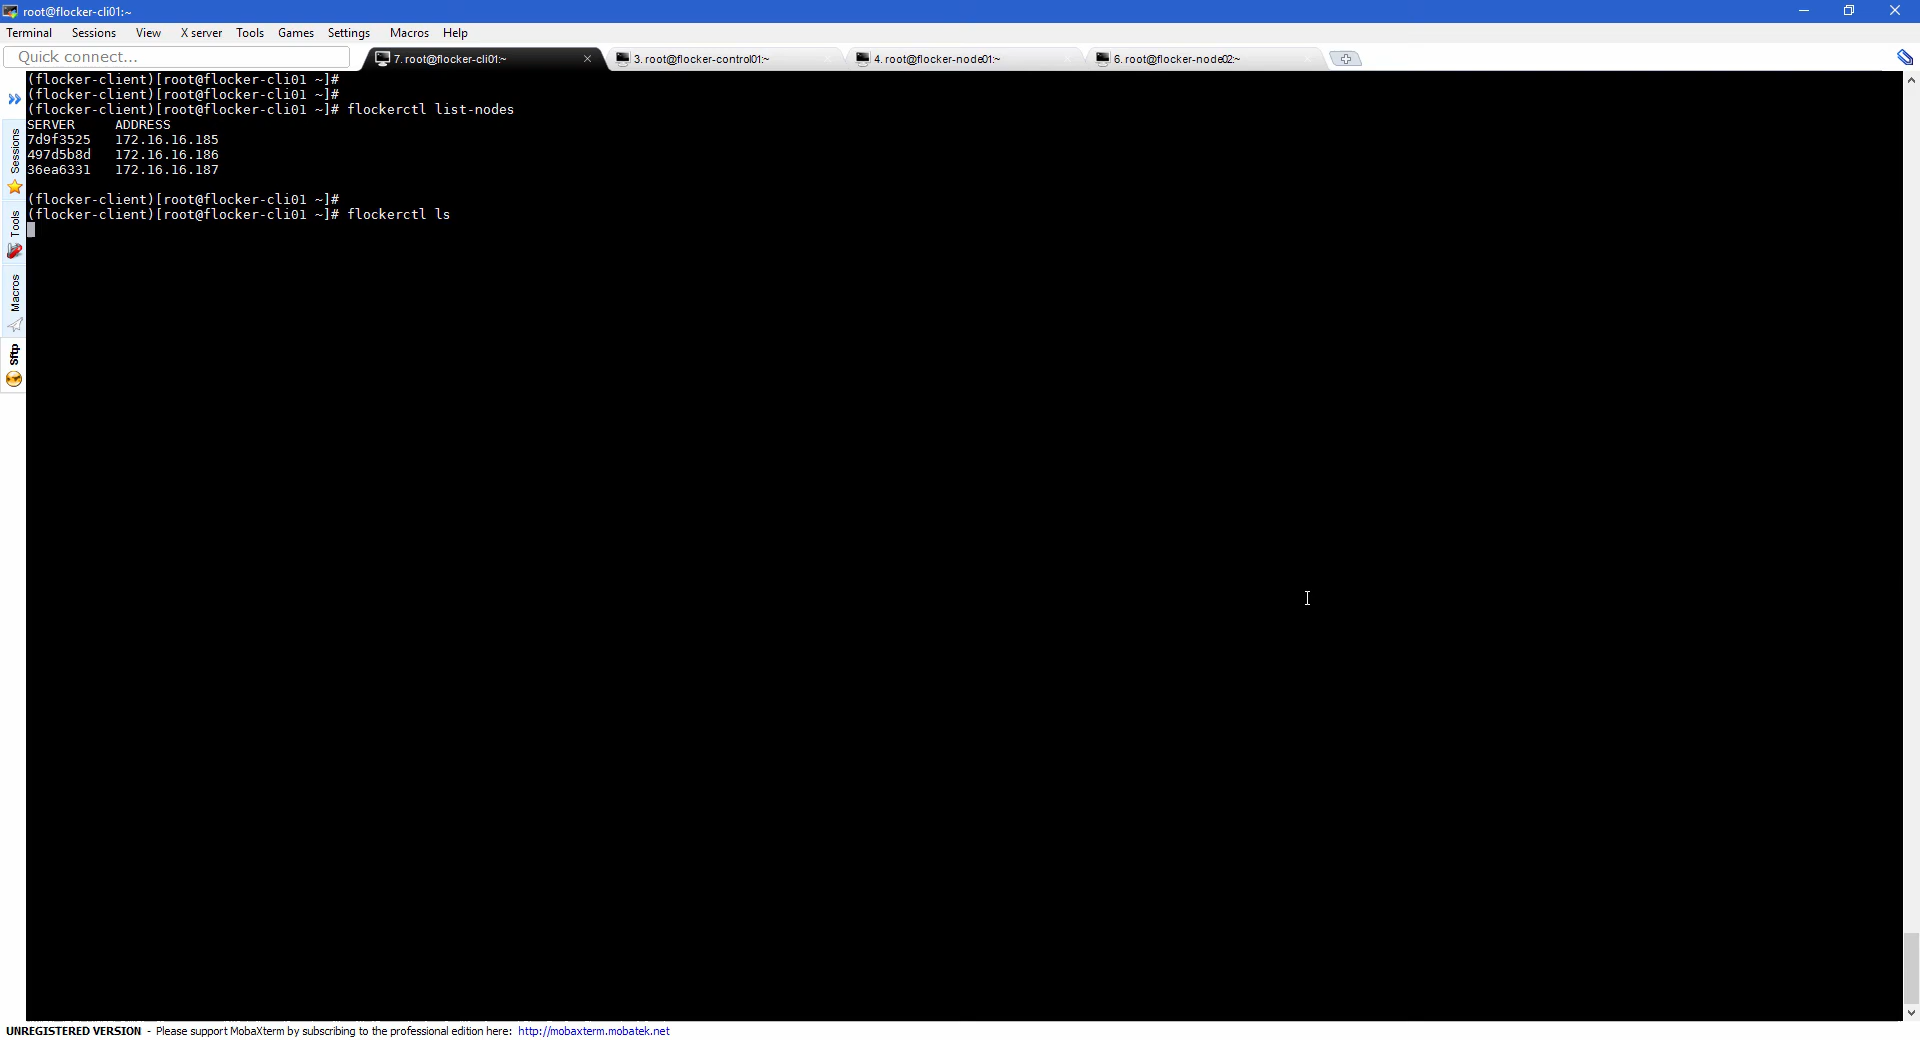 root@flocker-cli01:~
Terminal Sessions View X server Tools Games Settings Macros Help
Quick connect...
7. root@flocker-cli01:~
3. root@flocker-control01:~
4. root@flocker-node01:~
6. root@flocker-node02:~
Sessions
Tools
Macros
Sftp
(flocker-client)[root@flocker-cli01 ~]#
(flocker-client)[root@flocker-cli01 ~]#
(flocker-client)[root@flocker-cli01 ~]# flockerctl list-nodes
SERVER     ADDRESS
7d9f3525   172.16.16.185
497d5b8d   172.16.16.186
36ea6331   172.16.16.187
(flocker-client)[root@flocker-cli01 ~]#
(flocker-client)[root@flocker-cli01 ~]# flockerctl ls
UNREGISTERED VERSION - Please support MobaXterm by subscribing to the professional edition here: http://mobaxterm.mobatek.net